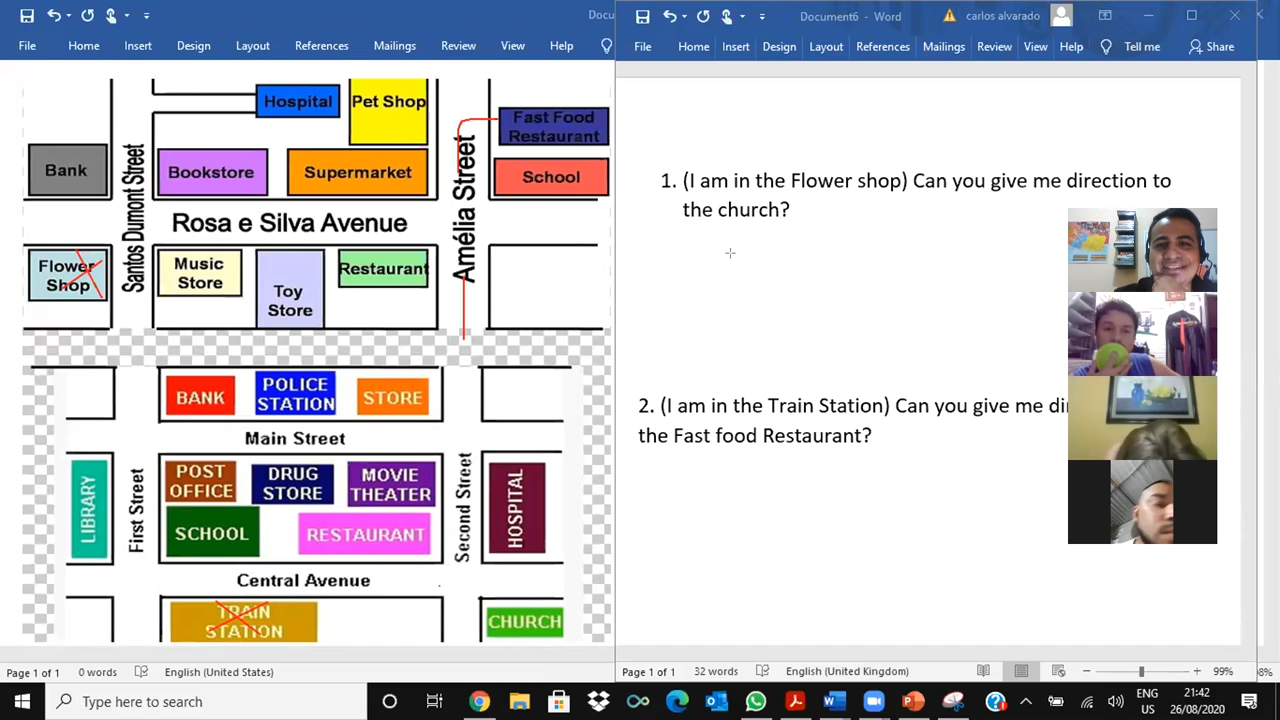 Docu
File Home Insert Design Layout References Mailings Review View Help
Hospital
Pet Shop
Fast Food
Restaurant
Bank
Bookstore
Supermarket
School
Santos Dumont Street
Amélia Street
Rosa e Silva Avenue
Flower
Shop
Music
Store
Toy
Store
Restaurant
BANK
POLICE
STATION
STORE
Main Street
LIBRARY
First Street
POST
OFFICE
DRUG
STORE
MOVIE
THEATER
SCHOOL
RESTAURANT
Second Street
HOSPITAL
Central Avenue
TRAIN
STATION
CHURCH
Page 1 of 1 0 words English (United States)
Document6 - Word carlos alvarado
File Home Insert Design Layout References Mailings Review View Help Tell me Share
1. (I am in the Flower shop) Can you give me direction to
the church?
2. (I am in the Train Station) Can you give me di
the Fast food Restaurant?
Page 1 of 1 32 words English (United Kingdom) 99% 8%
Type here to search
ENG
US
21:42
26/08/2020